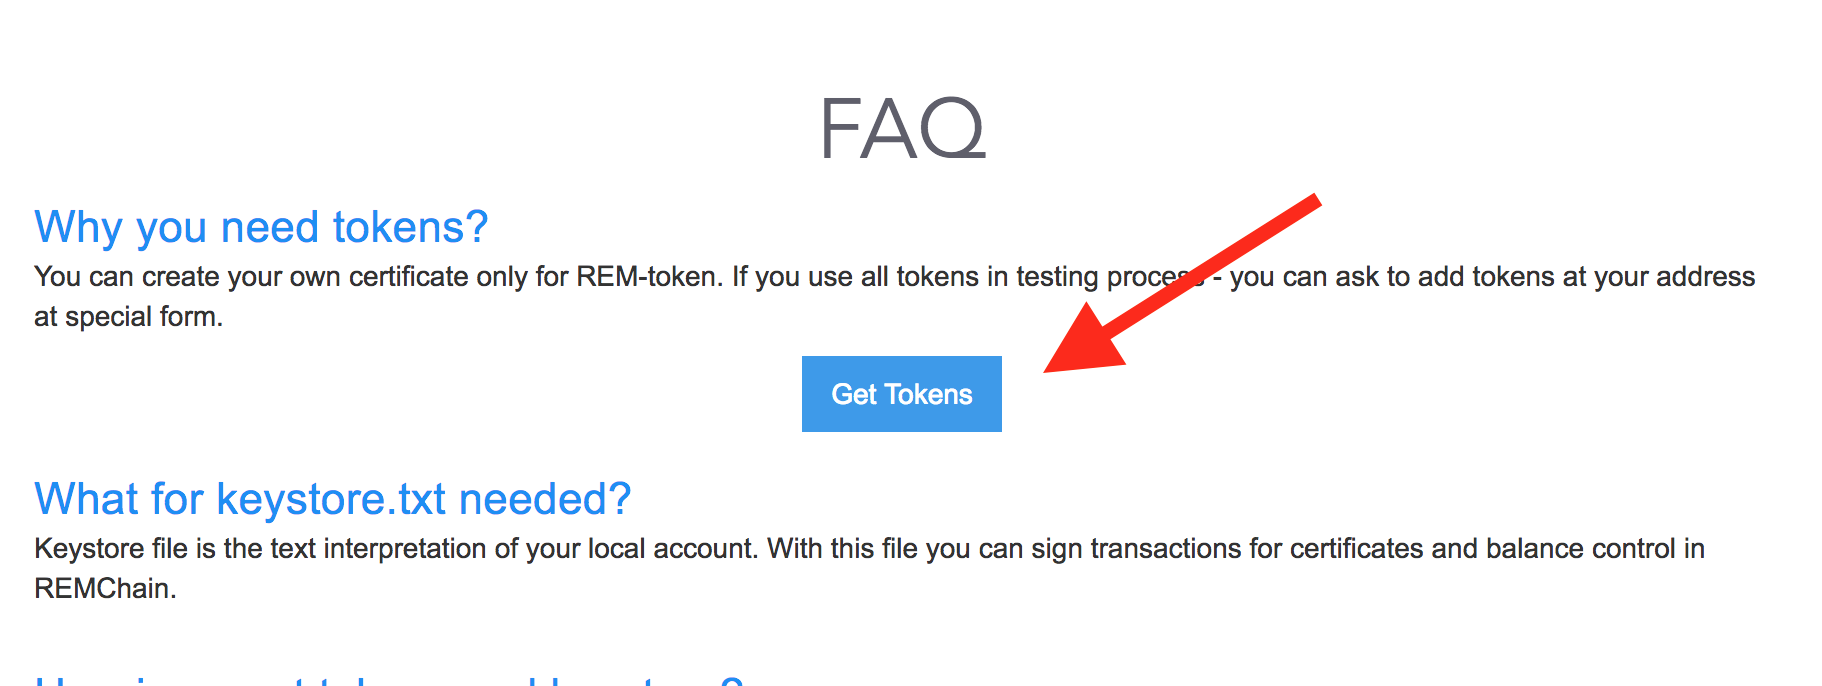 FAQ
Why you need tokens?
You can create your own certificate only for REM-token. If you use all tokens in testing process - you can ask to add tokens at your address
at special form.
Get Tokens
What for keystore.txt needed?
Keystore file is the text interpretation of your local account. With this file you can sign transactions for certificates and balance control in
REMChain.